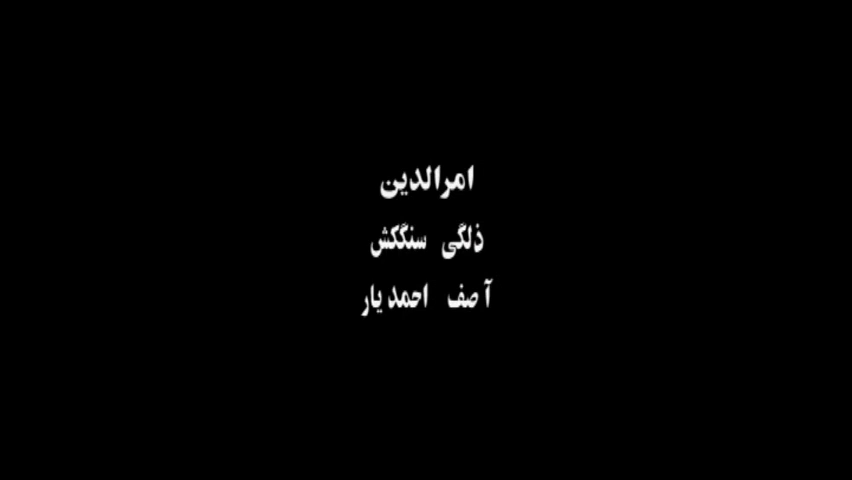 امرالدین
ذلگی سنگکش
آصف احمدیار